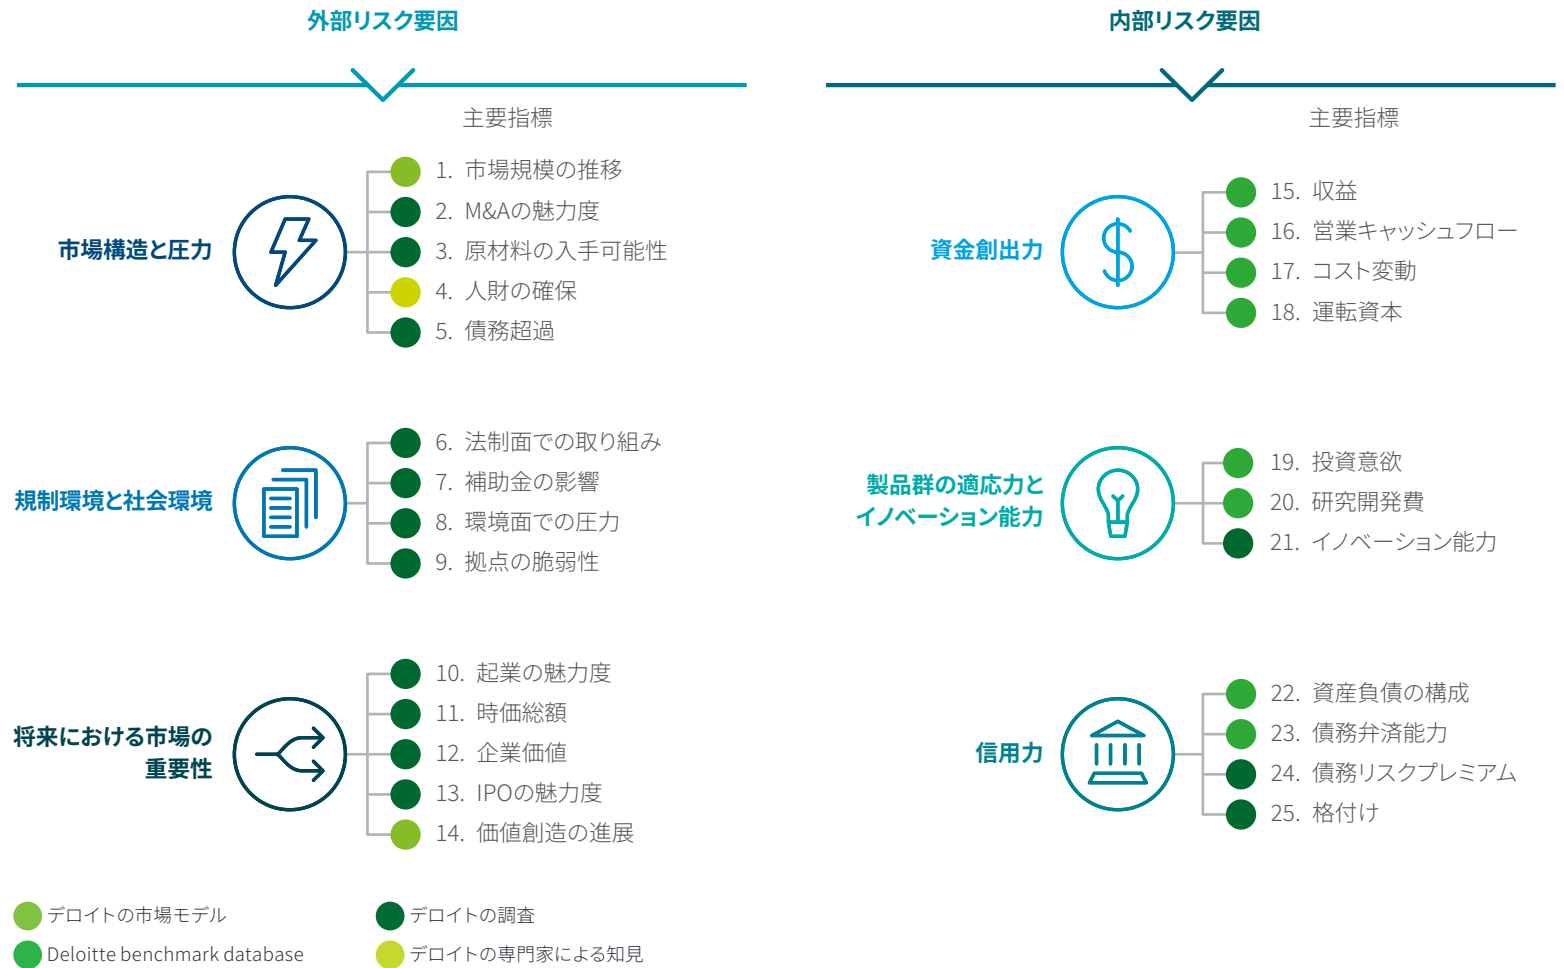 外部リスク要因
主要指標
市場構造と圧力
1. 市場規模の推移
2. M&Aの魅力度
3. 原材料の入手可能性
4. 人財の確保
5. 債務超過
規制環境と社会環境
6. 法制面での取り組み
7. 補助金の影響
8. 環境面での圧力
9. 拠点の脆弱性
将来における市場の
重要性
10. 起業の魅力度
11. 時価総額
12. 企業価値
13. IPOの魅力度
14. 価値創造の進展
内部リスク要因
主要指標
資金創出力
15. 収益
16. 営業キャッシュフロー
17. コスト変動
18. 運転資本
製品群の適応力と
イノベーション能力
19. 投資意欲
20. 研究開発費
21. イノベーション能力
信用力
22. 資産負債の構成
23. 債務弁済能力
24. 債務リスクプレミアム
25. 格付け
デロイトの市場モデル
デロイトの調査
Deloitte benchmark database
デロイトの専門家による知見